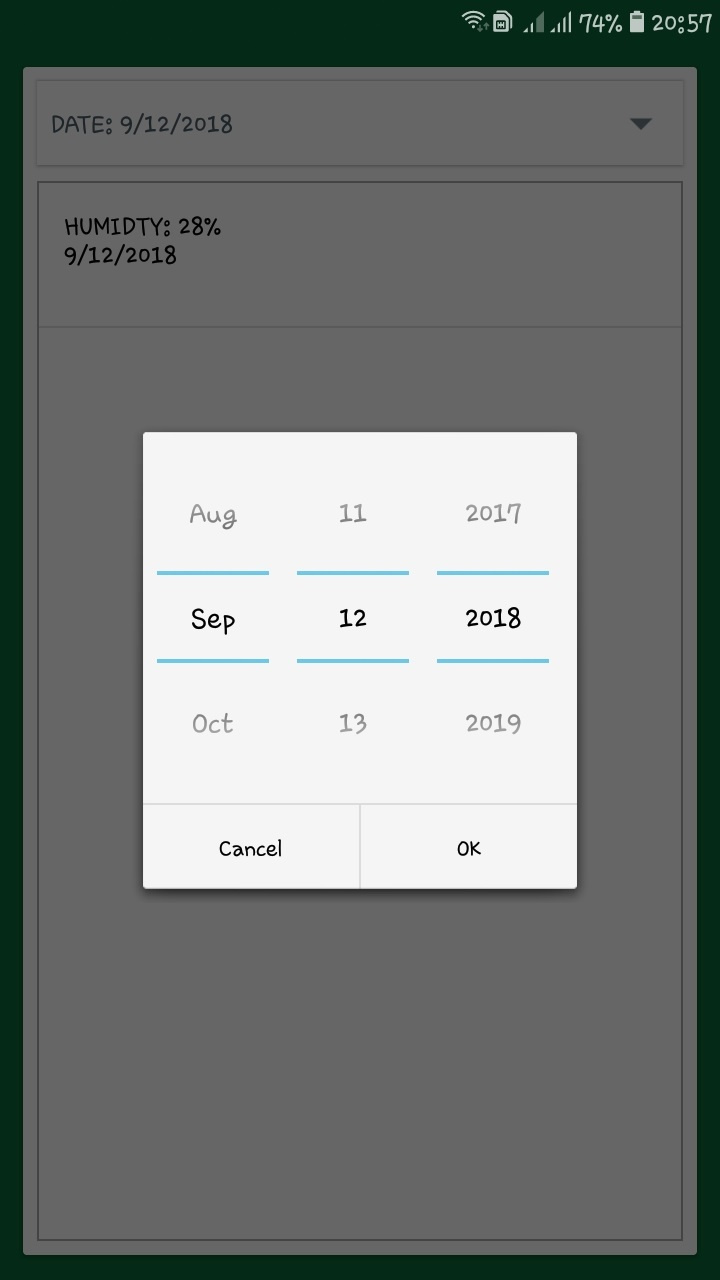 74% 20:57
DATE: 9/12/2018
HUMIDTY: 28%
9/12/2018
Aug 11 2017
Sep 12 2018
Oct 13 2019
Cancel OK